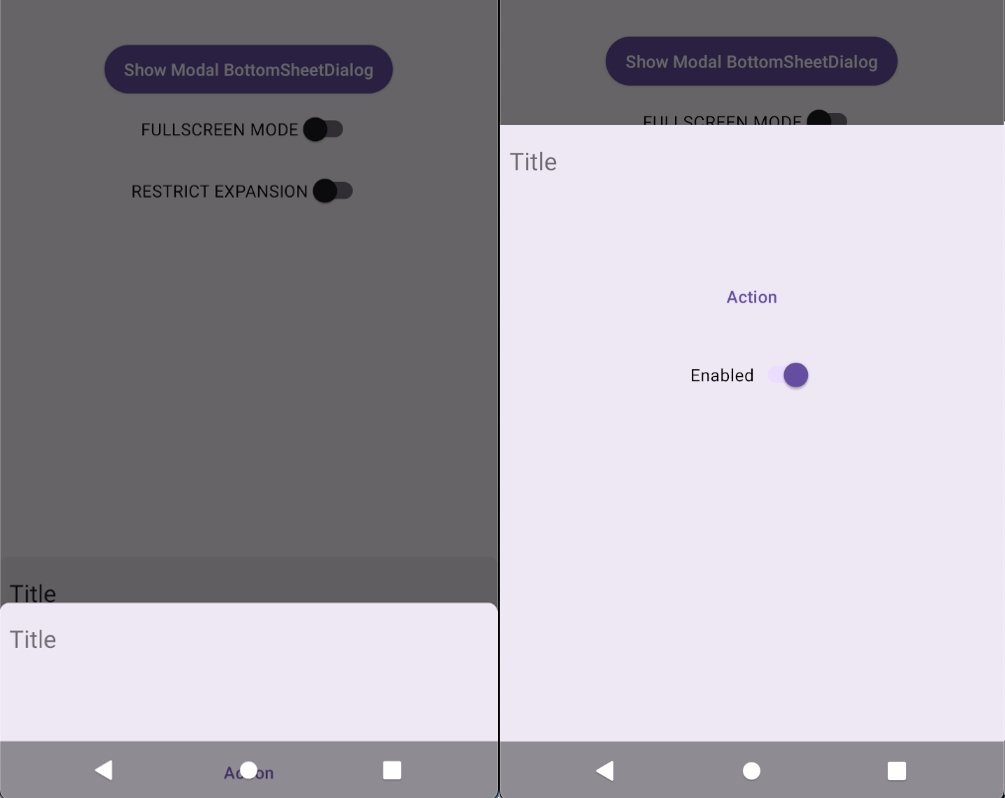 Show Modal BottomSheetDialog
FULLSCREEN MODE
RESTRICT EXPANSION
Title
Title
Action
Show Modal BottomSheetDialog
FULLSCREEN MODE
Title
Action
Enabled